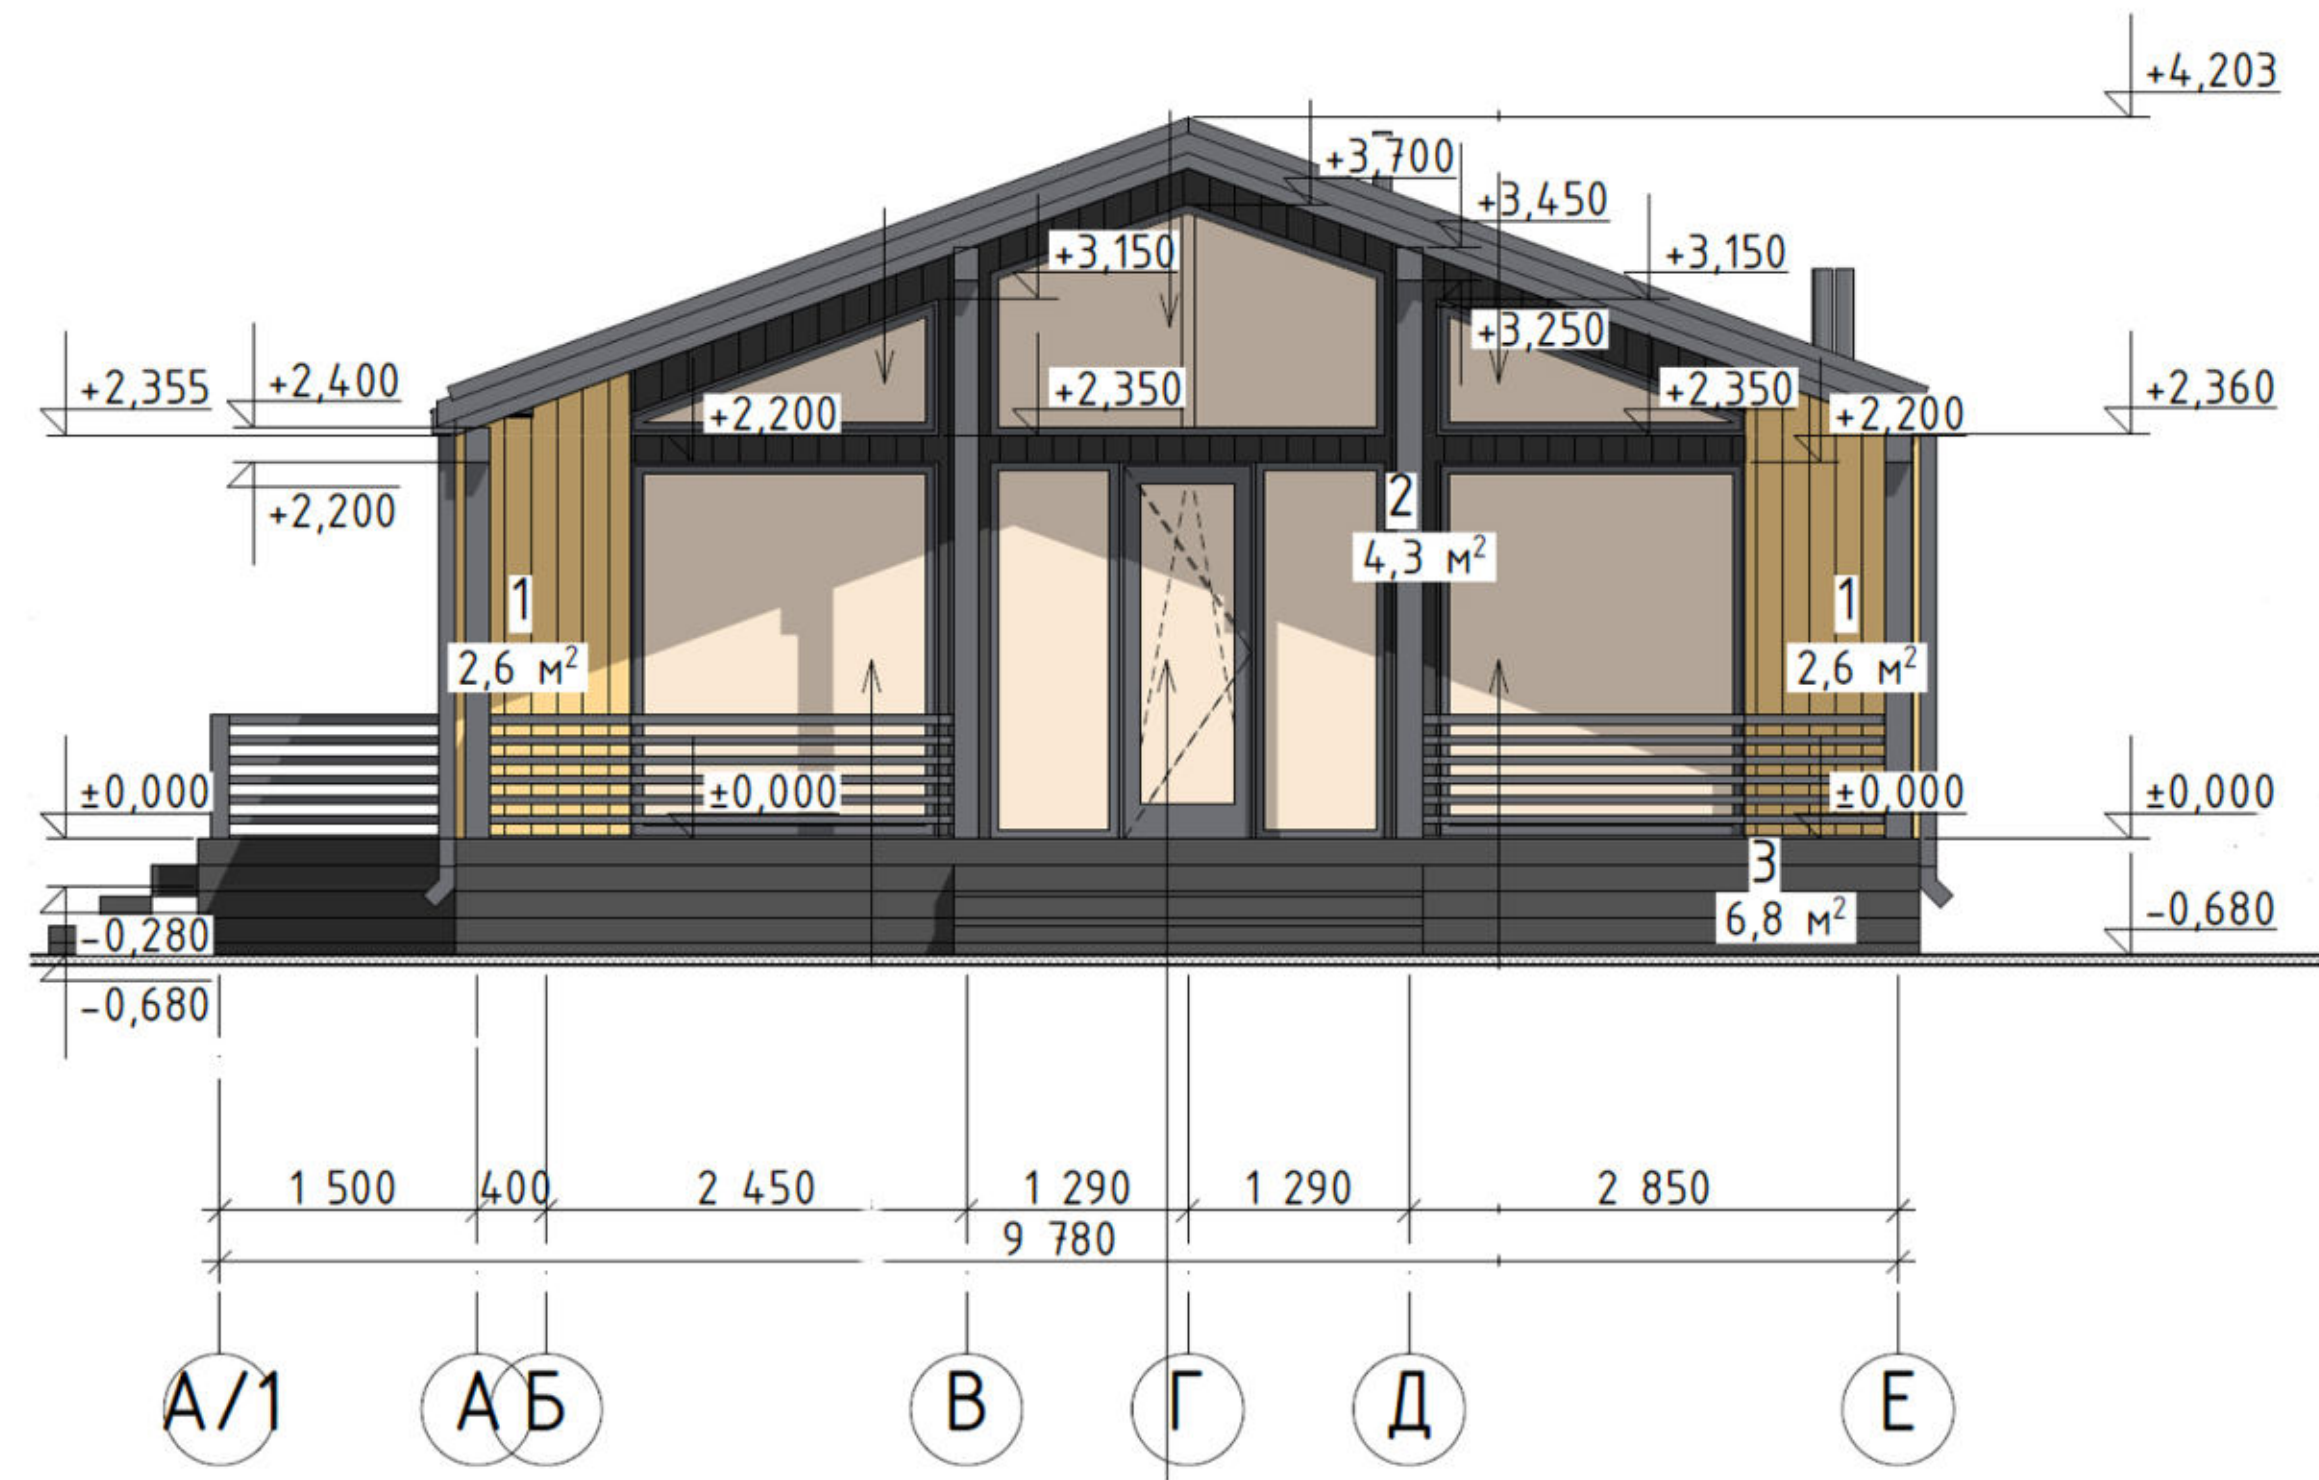 +4,203
+3,700
+3,450
+3,150
+3,150
+3,250
+2,355
+2,400
+2,200
+2,350
+2,350
+2,200
+2,360
+2,200
2
4,3 м²
1
2,6 м²
1
2,6 м²
±0,000
±0,000
±0,000
±0,000
3
6,8 м²
-0,280
-0,680
-0,680
1 500
400
2 450
1 290
1 290
2 850
9 780
А/1
А
Б
В
Г
Д
Е